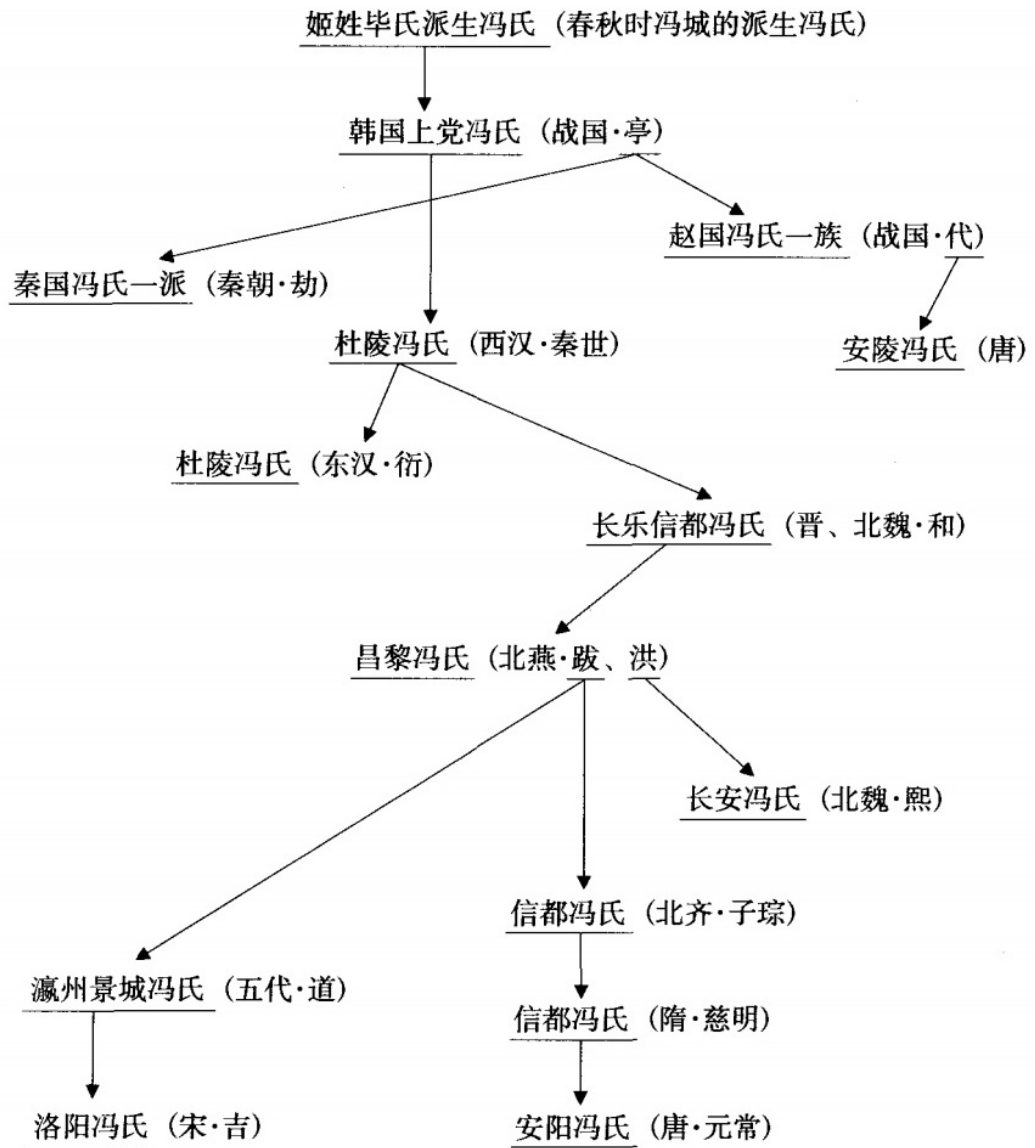 姬姓毕氏派生冯氏（春秋时冯城的派生冯氏）
韩国上党冯氏（战国·亭）
赵国冯氏一族（战国·代）
秦国冯氏一派（秦朝·劫）
杜陵冯氏（西汉·秦世）
安陵冯氏（唐）
杜陵冯氏（东汉·衍）
长乐信都冯氏（晋、北魏·和）
昌黎冯氏（北燕·跋、洪）
长安冯氏（北魏·熙）
信都冯氏（北齐·子琮）
瀛州景城冯氏（五代·道）
信都冯氏（隋·慈明）
洛阳冯氏（宋·吉）
安阳冯氏（唐·元常）